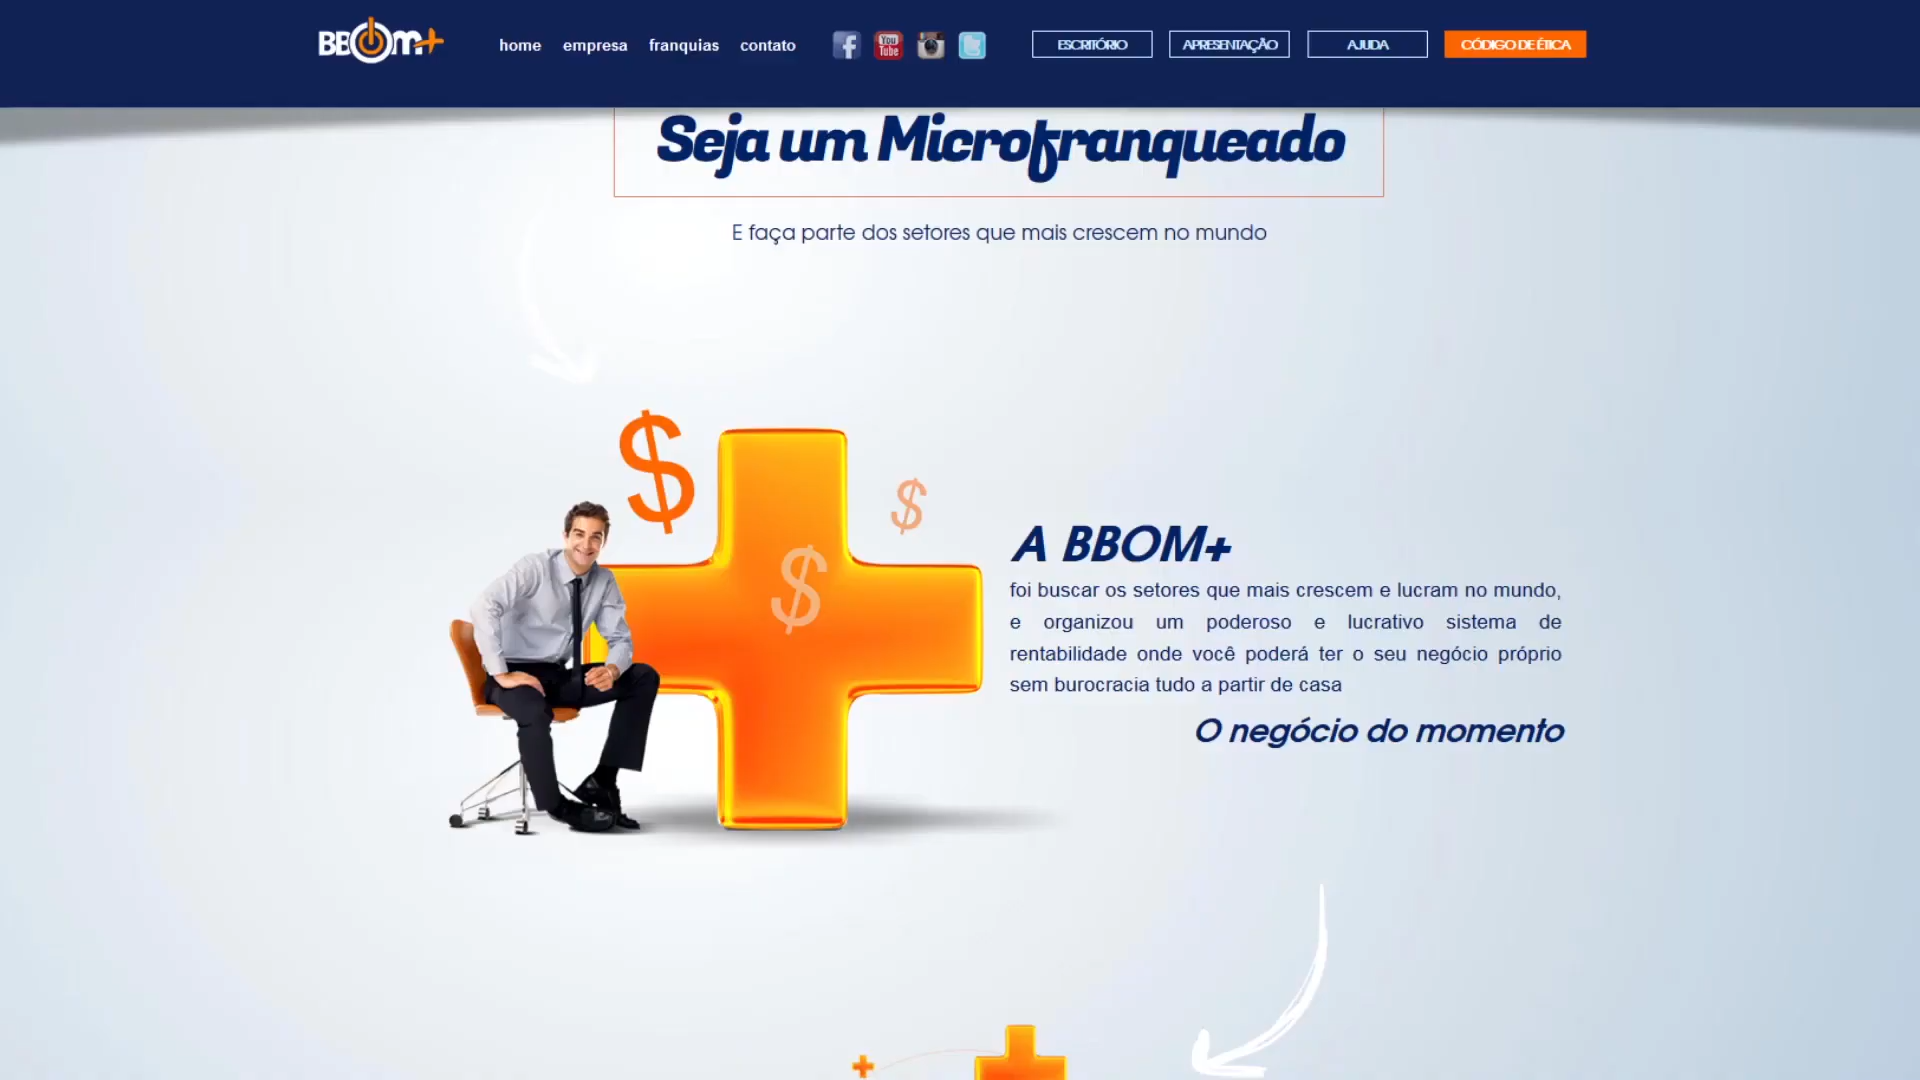 BBOM+
home empresa franquias contato
You Tube
ESCRITÓRIO APRESENTAÇÃO AJUDA CÓDIGO DE ÉTICA
Seja um Microfranqueado
E faça parte dos setores que mais crescem no mundo
$
$
$
A BBOM+
foi buscar os setores que mais crescem e lucram no mundo,
e organizou um poderoso e lucrativo sistema de
rentabilidade onde você poderá ter o seu negócio próprio
sem burocracia tudo a partir de casa
O negócio do momento